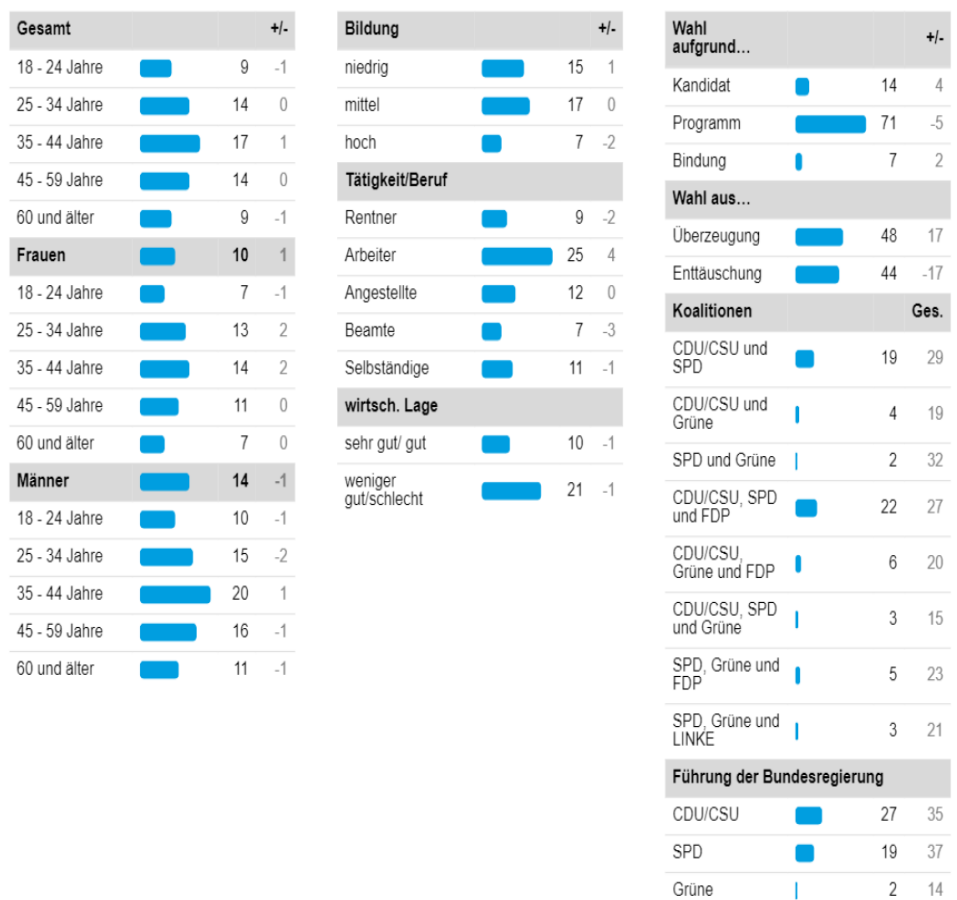 Gesamt +/-
18 - 24 Jahre 9 -1
25 - 34 Jahre 14 0
35 - 44 Jahre 17 1
45 - 59 Jahre 14 0
60 und älter 9 -1
Frauen 10 1
18 - 24 Jahre 7 -1
25 - 34 Jahre 13 2
35 - 44 Jahre 14 2
45 - 59 Jahre 11 0
60 und älter 7 0
Männer 14 -1
18 - 24 Jahre 10 -1
25 - 34 Jahre 15 -2
35 - 44 Jahre 20 1
45 - 59 Jahre 16 -1
60 und älter 11 -1
Bildung +/-
niedrig 15 1
mittel 17 0
hoch 7 -2
Tätigkeit/Beruf
Rentner 9 -2
Arbeiter 25 4
Angestellte 12 0
Beamte 7 -3
Selbständige 11 -1
wirtsch. Lage
sehr gut/ gut 10 -1
weniger
gut/schlecht 21 -1
Wahl
aufgrund... +/-
Kandidat 14 4
Programm 71 -5
Bindung 7 2
Wahl aus...
Überzeugung 48 17
Enttäuschung 44 -17
Koalitionen Ges.
CDU/CSU und
SPD 19 29
CDU/CSU und
Grüne 4 19
SPD und Grüne 2 32
CDU/CSU, SPD
und FDP 22 27
CDU/CSU,
Grüne und FDP 6 20
CDU/CSU, SPD
und Grüne 3 15
SPD, Grüne und
FDP 5 23
SPD, Grüne und
LINKE 3 21
Führung der Bundesregierung
CDU/CSU 27 35
SPD 19 37
Grüne 2 14